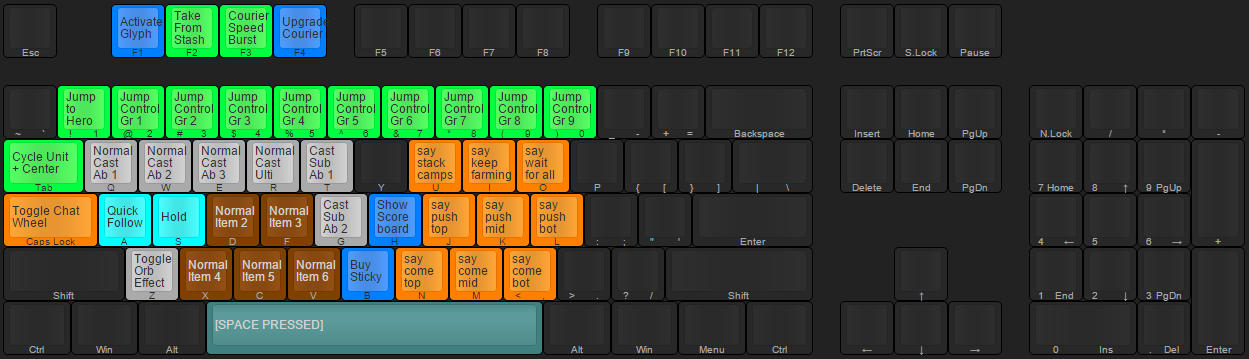 Activate Take Courier Upgrade
Glyph From Speed Courier
Stash Burst
Esc F1 F2 F3 F4 F5 F6 F7 F8 F9 F10 F11 F12 PrtScr S.Lock Pause
Jump Jump Jump Jump Jump Jump Jump Jump Jump Jump
to Control Control Control Control Control Control Control Control Control
Hero Gr 1 Gr 2 Gr 3 Gr 4 Gr 5 Gr 6 Gr 7 Gr 8 Gr 9
~ ` ! 1 @ 2 # 3 $ 4 % 5 ^ 6 & 7 * 8 ( 9 ) 0 _ - + = Backspace Insert Home PgUp N.Lock / * -
Cycle Unit Normal Normal Normal Normal Cast say say say
+ Center Cast Cast Cast Cast Sub stack keep wait
Ab 1 Ab 2 Ab 3 Ulti Ab 1 camps farming for all
Tab Q W E R T Y U I O P { [ } ] | \ Delete End PgDn 7 Home 8 ↑ 9 PgUp
Toggle Chat Quick Hold Normal Normal Cast Show say say say
Wheel Follow Item 2 Item 3 Sub Score push push push
Ab 2 board top mid bot
Caps Lock A S D F G H J K L : ; " ' Enter 4 ← 5 6 → +
Toggle Normal Normal Normal Buy say say say
Orb Item 4 Item 5 Item 6 Sticky come come come
Effect top mid bot
Shift Z X C V B N M < , > . ? / Shift ↑ 1 End 2 ↓ 3 PgDn
[SPACE PRESSED]
Ctrl Win Alt Alt Win Menu Ctrl ← ↓ → 0 Ins . Del Enter